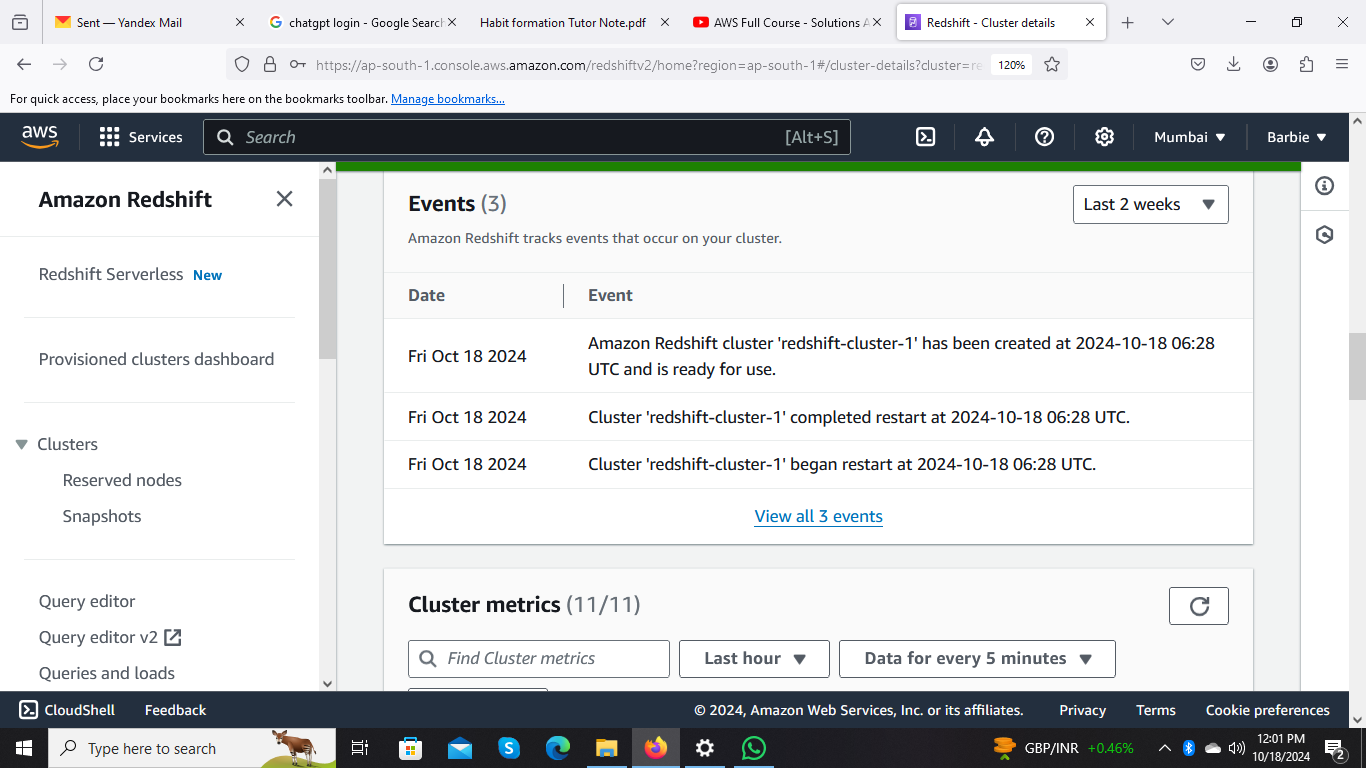 Sent — Yandex Mail
chatgpt login - Google Search
Habit formation Tutor Note.pdf
AWS Full Course - Solutions A
Redshift - Cluster details
https://ap-south-1.console.aws.amazon.com/redshiftv2/home?region=ap-south-1#/cluster-details?cluster=re
120%
For quick access, place your bookmarks here on the bookmarks toolbar. Manage bookmarks...
aws
Services
Search
[Alt+S]
Mumbai
Barbie
Amazon Redshift
Redshift Serverless New
Provisioned clusters dashboard
Clusters
Reserved nodes
Snapshots
Query editor
Query editor v2
Queries and loads
Events (3)
Last 2 weeks
Amazon Redshift tracks events that occur on your cluster.
Date Event
Fri Oct 18 2024
Amazon Redshift cluster 'redshift-cluster-1' has been created at 2024-10-18 06:28
UTC and is ready for use.
Fri Oct 18 2024 Cluster 'redshift-cluster-1' completed restart at 2024-10-18 06:28 UTC.
Fri Oct 18 2024 Cluster 'redshift-cluster-1' began restart at 2024-10-18 06:28 UTC.
View all 3 events
Cluster metrics (11/11)
Find Cluster metrics
Last hour
Data for every 5 minutes
CloudShell Feedback
© 2024, Amazon Web Services, Inc. or its affiliates.
Privacy Terms Cookie preferences
Type here to search
GBP/INR +0.46%
12:01 PM
10/18/2024
2